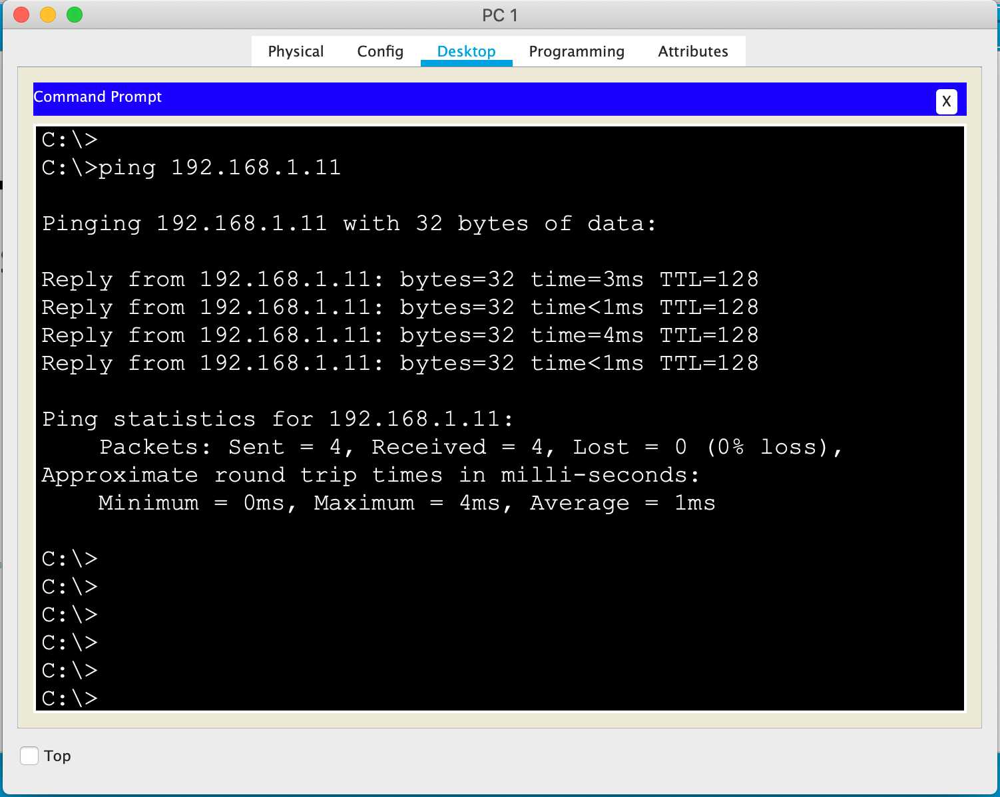 PC 1
Physical Config Desktop Programming Attributes
Command Prompt
X
C:\>
C:\>ping 192.168.1.11
Pinging 192.168.1.11 with 32 bytes of data:
Reply from 192.168.1.11: bytes=32 time=3ms TTL=128
Reply from 192.168.1.11: bytes=32 time<1ms TTL=128
Reply from 192.168.1.11: bytes=32 time=4ms TTL=128
Reply from 192.168.1.11: bytes=32 time<1ms TTL=128
Ping statistics for 192.168.1.11:
Packets: Sent = 4, Received = 4, Lost = 0 (0% loss),
Approximate round trip times in milli-seconds:
Minimum = 0ms, Maximum = 4ms, Average = 1ms
C:\>
C:\>
C:\>
C:\>
C:\>
C:\>
Top